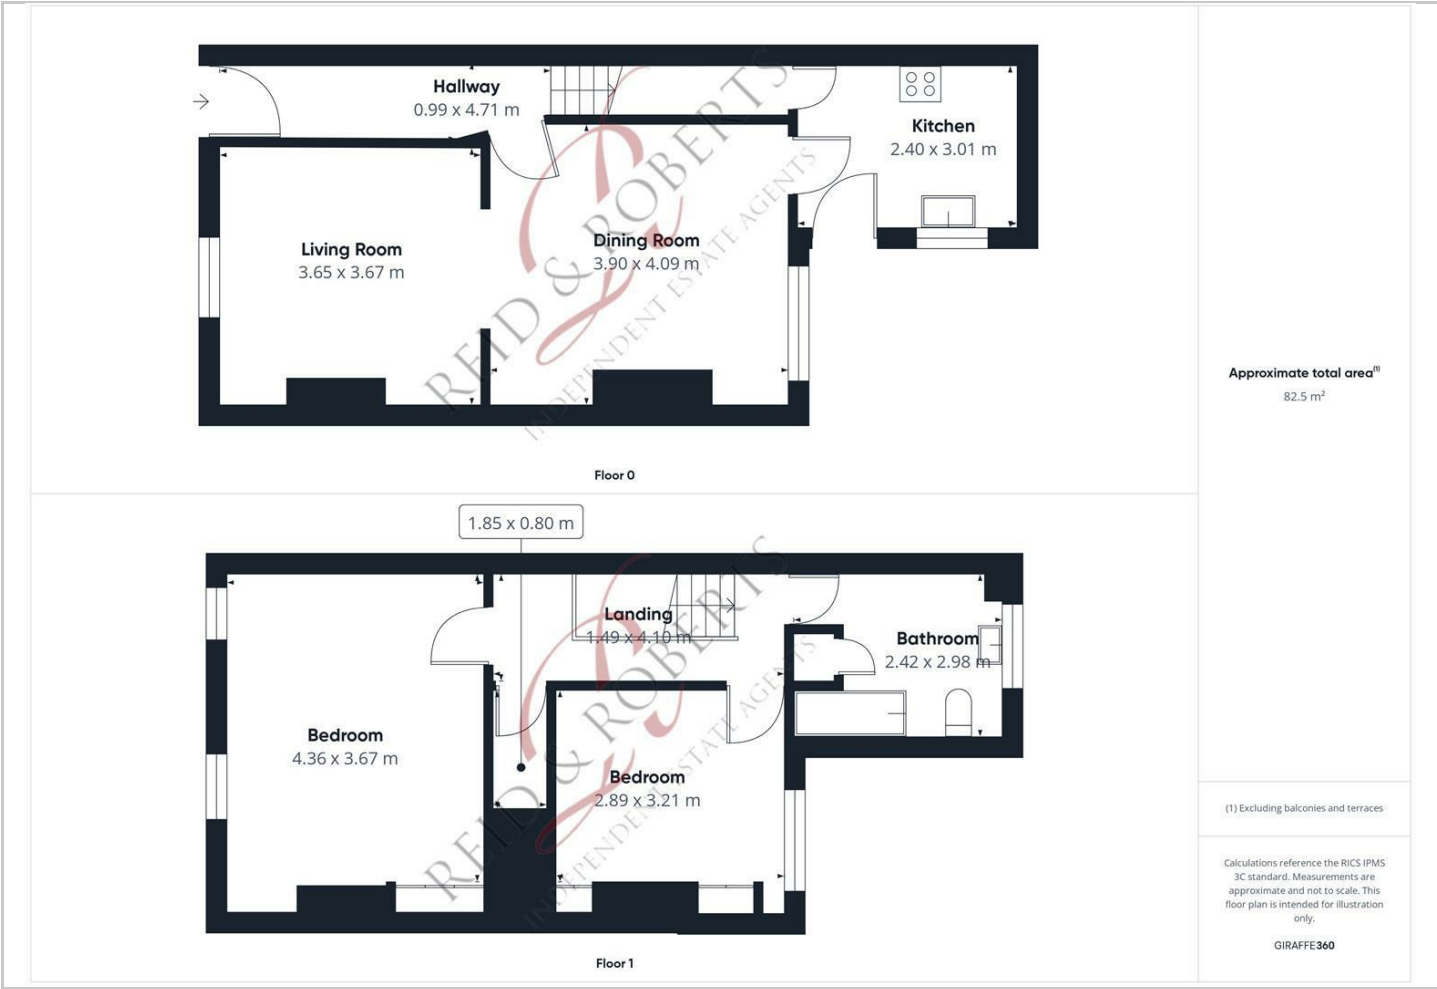 Hallway
0.99 x 4.71 m
Kitchen
2.40 x 3.01 m
Living Room
3.65 x 3.67 m
Dining Room
3.90 x 4.09 m
REID & ROBERTS
INDEPENDENT ESTATE AGENTS
Floor 0
1.85 x 0.80 m
Landing
1.49 x 4.10 m
Bathroom
2.42 x 2.98 m
Bedroom
4.36 x 3.67 m
Bedroom
2.89 x 3.21 m
REID & ROBERTS
INDEPENDENT ESTATE AGENTS
Floor 1
Approximate total area(1)
82.5 m²
(1) Excluding balconies and terraces
Calculations reference the RICS IPMS
3C standard. Measurements are
approximate and not to scale. This
floor plan is intended for illustration
only.
GIRAFFE360